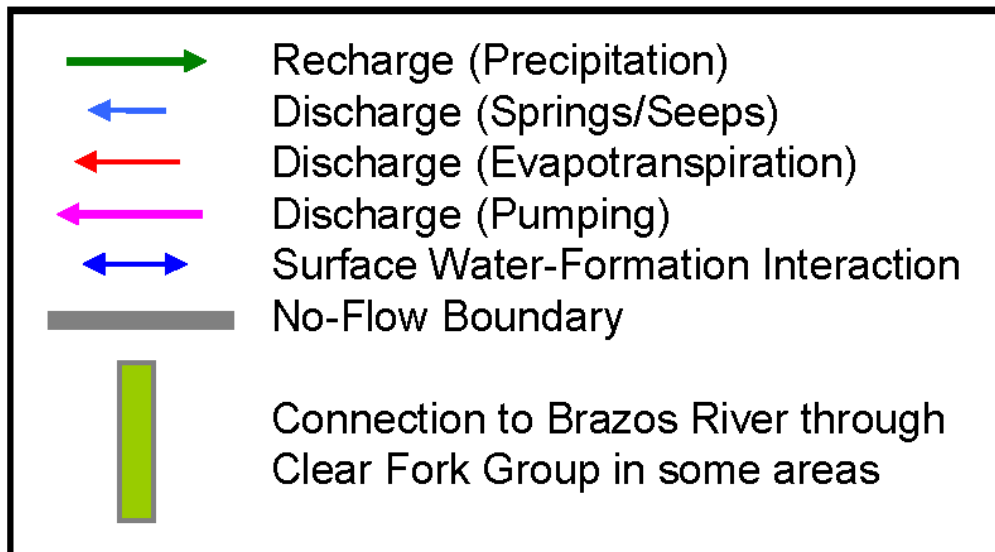 Recharge (Precipitation)
Discharge (Springs/Seeps)
Discharge (Evapotranspiration)
Discharge (Pumping)
Surface Water-Formation Interaction
No-Flow Boundary
Connection to Brazos River through
Clear Fork Group in some areas